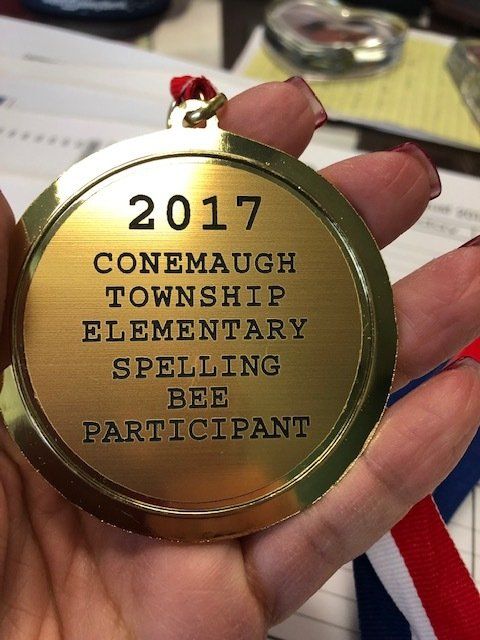 2017
CONEMAUGH
TOWNSHIP
ELEMENTARY
SPELLING
BEE
PARTICIPANT